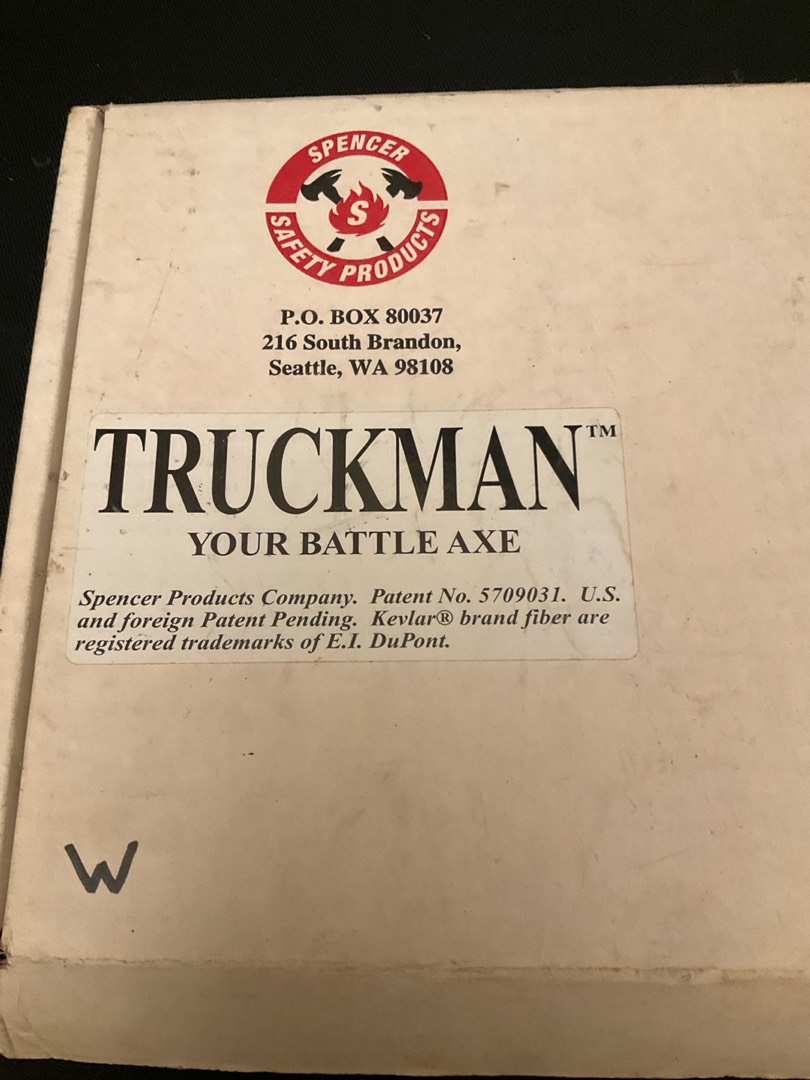 SPENCER
S
SAFETY PRODUCTS
P.O. BOX 80037
216 South Brandon,
Seattle, WA 98108
TRUCKMAN™
YOUR BATTLE AXE
Spencer Products Company. Patent No. 5709031. U.S.
and foreign Patent Pending. Kevlar® brand fiber are
registered trademarks of E.I. DuPont.
W